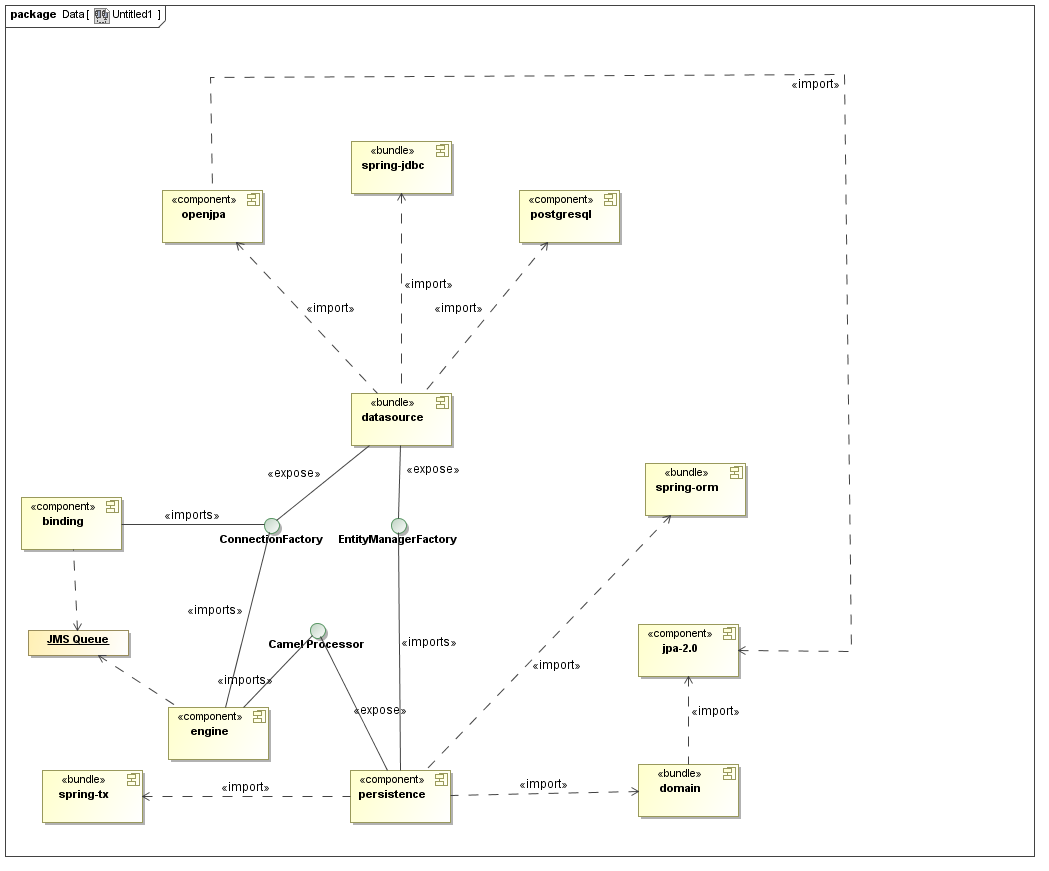 package Data[ Untitled1 ]
«import»
«bundle»
spring-jdbc
«component»
openjpa
«component»
postgresql
«import»
«import»
«import»
«bundle»
datasource
«expose»
«expose»
«bundle»
spring-orm
«component»
binding
«imports»
ConnectionFactory
EntityManagerFactory
«imports»
JMS Queue
Camel Processor
«imports»
«component»
jpa-2.0
«import»
«imports»
«expose»
«import»
«component»
engine
«bundle»
spring-tx
«import»
«component»
persistence
«import»
«bundle»
domain